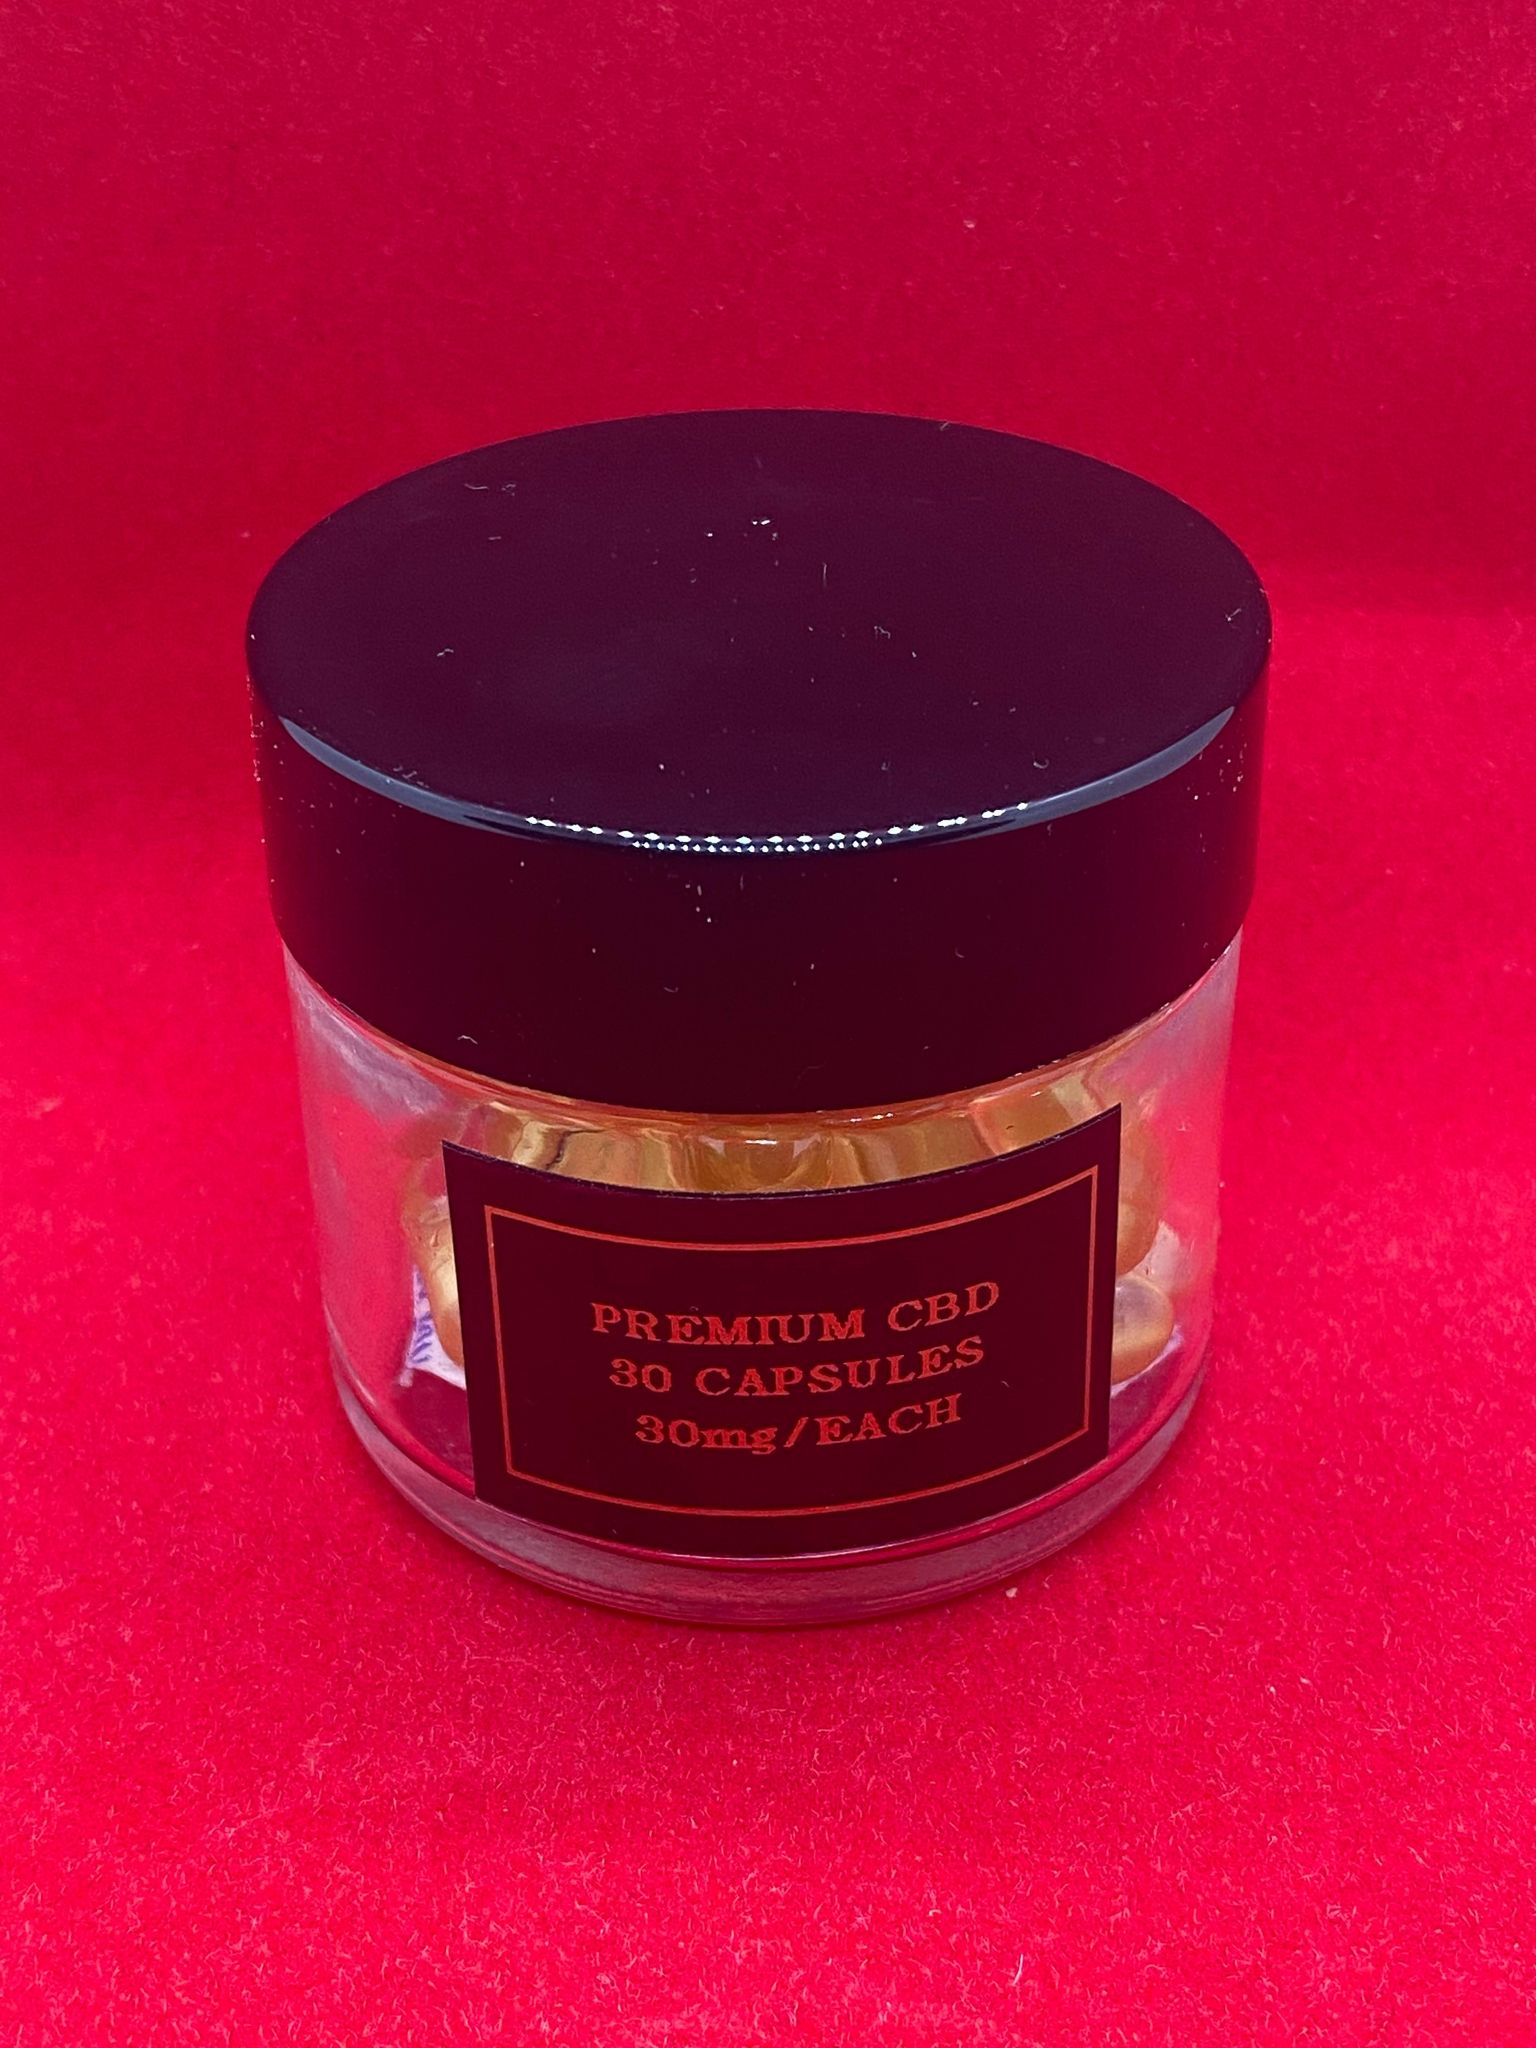 PREMIUM CBD
30 CAPSULES
30mg/EACH